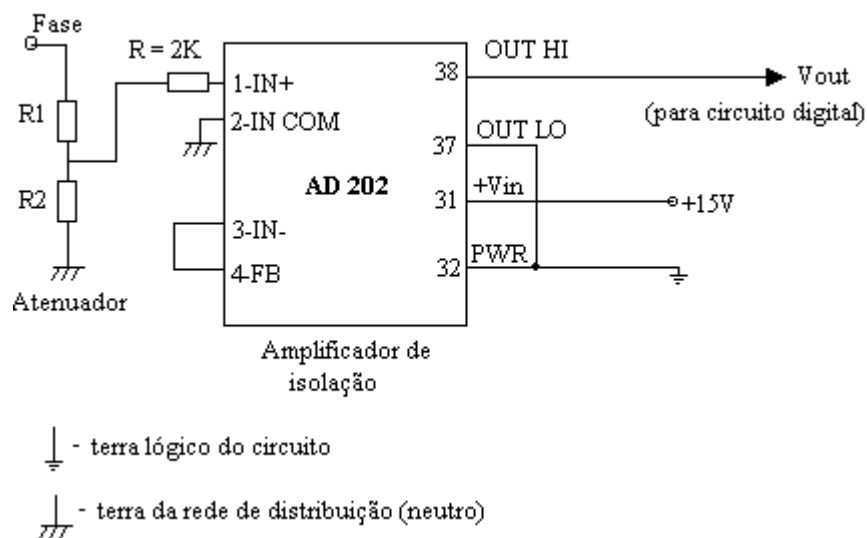 Fase
R = 2K
R1
R2
Atenuador
1-IN+
2-IN COM
AD 202
3-IN-
4-FB
38
OUT HI
Vout
(para circuito digital)
37
OUT LO
31
+Vin
+15V
32
PWR
Amplificador de
isolação
- terra lógico do circuito
- terra da rede de distribuição (neutro)